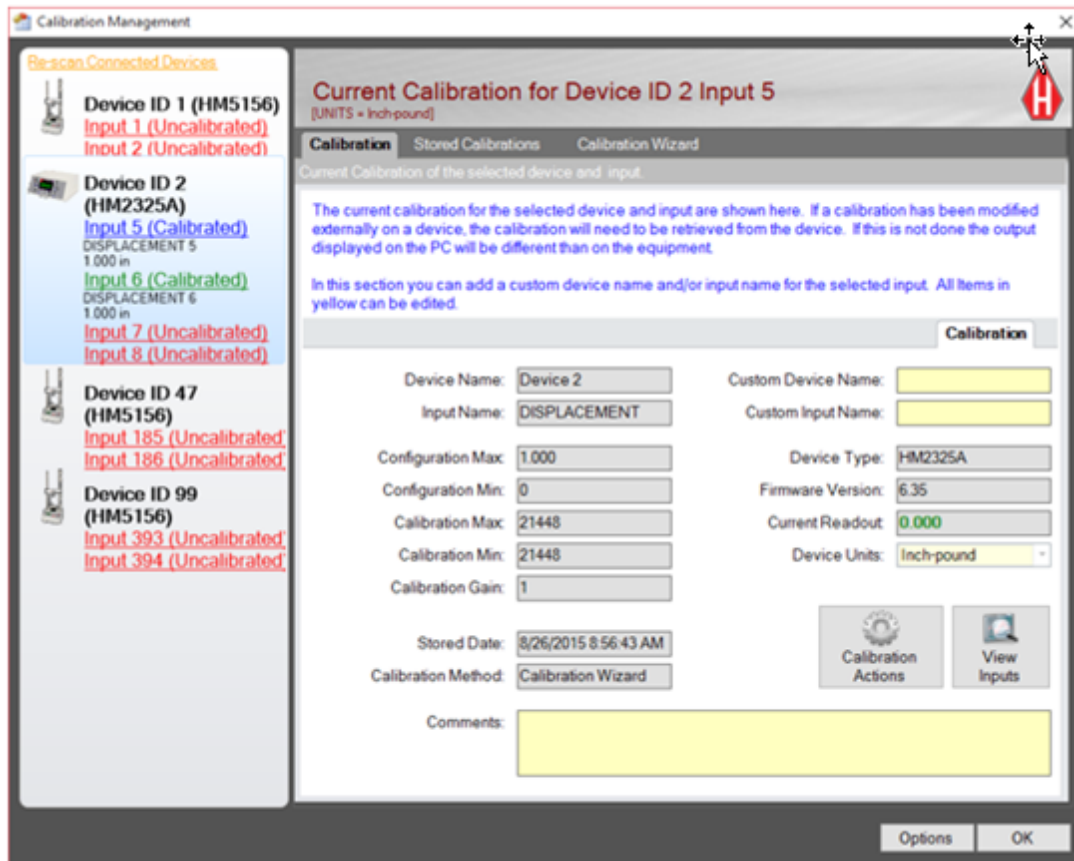 Calibration Management
Re-scan Connected Devices
Device ID 1 (HM5156)
Input 1 (Uncalibrated)
Input 2 (Uncalibrated)
Device ID 2
(HM2325A)
Input 5 (Calibrated)
DISPLACEMENT 5
1.000 in
Input 6 (Calibrated)
DISPLACEMENT 6
1.000 in
Input 7 (Uncalibrated)
Input 8 (Uncalibrated)
Device ID 47
(HM5156)
Input 185 (Uncalibrated)
Input 186 (Uncalibrated)
Device ID 99
(HM5156)
Input 393 (Uncalibrated)
Input 394 (Uncalibrated)
Current Calibration for Device ID 2 Input 5
[UNITS = Inch-pound]
H
Calibration Stored Calibrations Calibration Wizard
Current Calibration of the selected device and input.
The current calibration for the selected device and input are shown here. If a calibration has been modified
externally on a device, the calibration will need to be retrieved from the device. If this is not done the output
displayed on the PC will be different than on the equipment.
In this section you can add a custom device name and/or input name for the selected input. All Items in
yellow can be edited.
Calibration
Device Name: Device 2 Custom Device Name:
Input Name: DISPLACEMENT Custom Input Name:
Configuration Max: 1.000 Device Type: HM2325A
Configuration Min: 0 Firmware Version: 6.35
Calibration Max: 21448 Current Readout: 0.000
Calibration Min: 21448 Device Units: Inch-pound
Calibration Gain: 1
Stored Date: 8/26/2015 8:56:43 AM
Calibration Method: Calibration Wizard
Calibration
Actions
View
Inputs
Comments:
Options OK